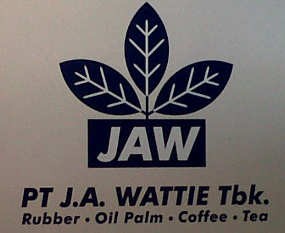 JAW
PT J.A. WATTIE Tbk.
Rubber • Oil Palm • Coffee • Tea